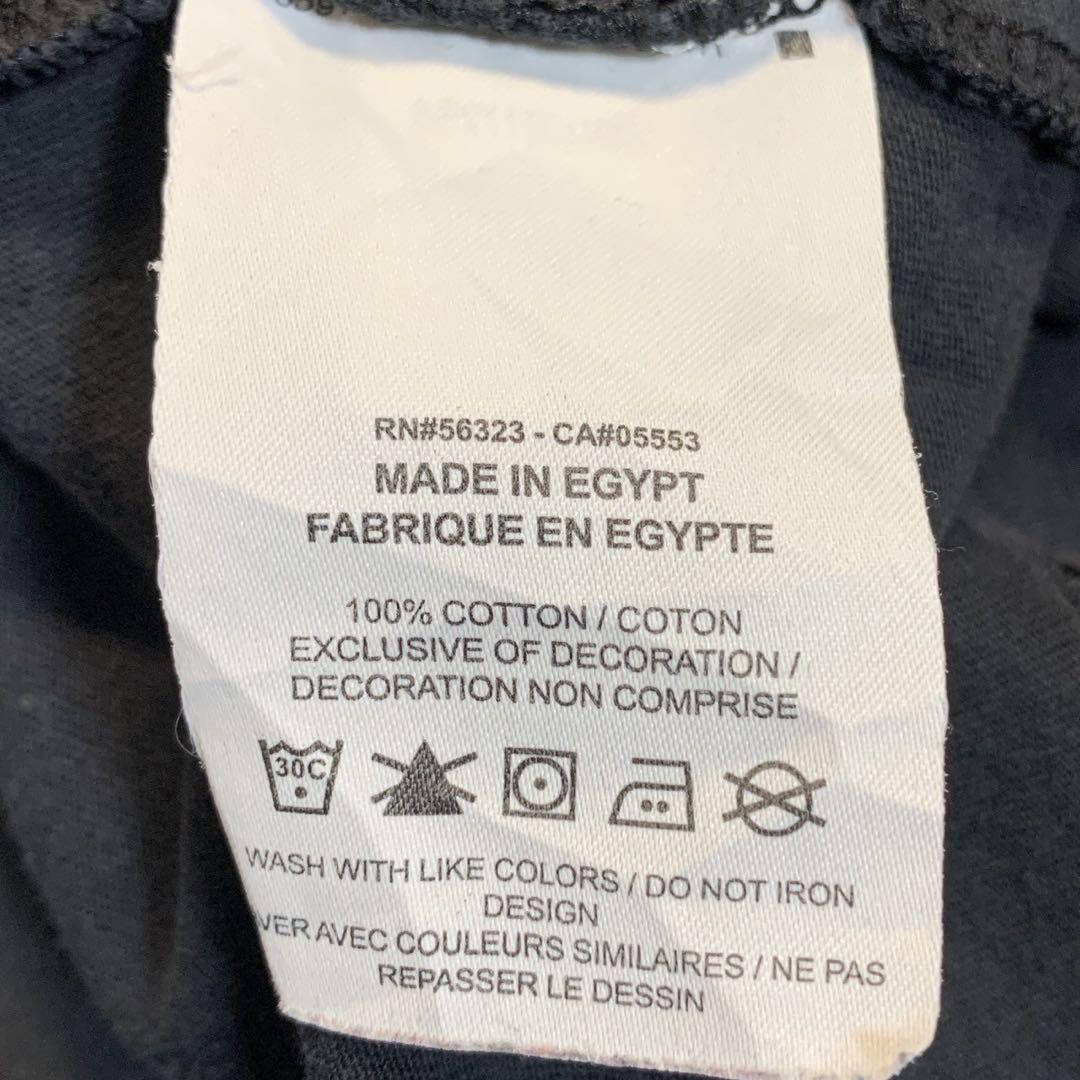 RN#56323 - CA#05553
MADE IN EGYPT
FABRIQUE EN EGYPTE
100% COTTON / COTON
EXCLUSIVE OF DECORATION /
DECORATION NON COMPRISE
30C
WASH WITH LIKE COLORS / DO NOT IRON
DESIGN
AVEC COULEURS SIMILAIRES / NE PAS
REPASSER LE DESSIN